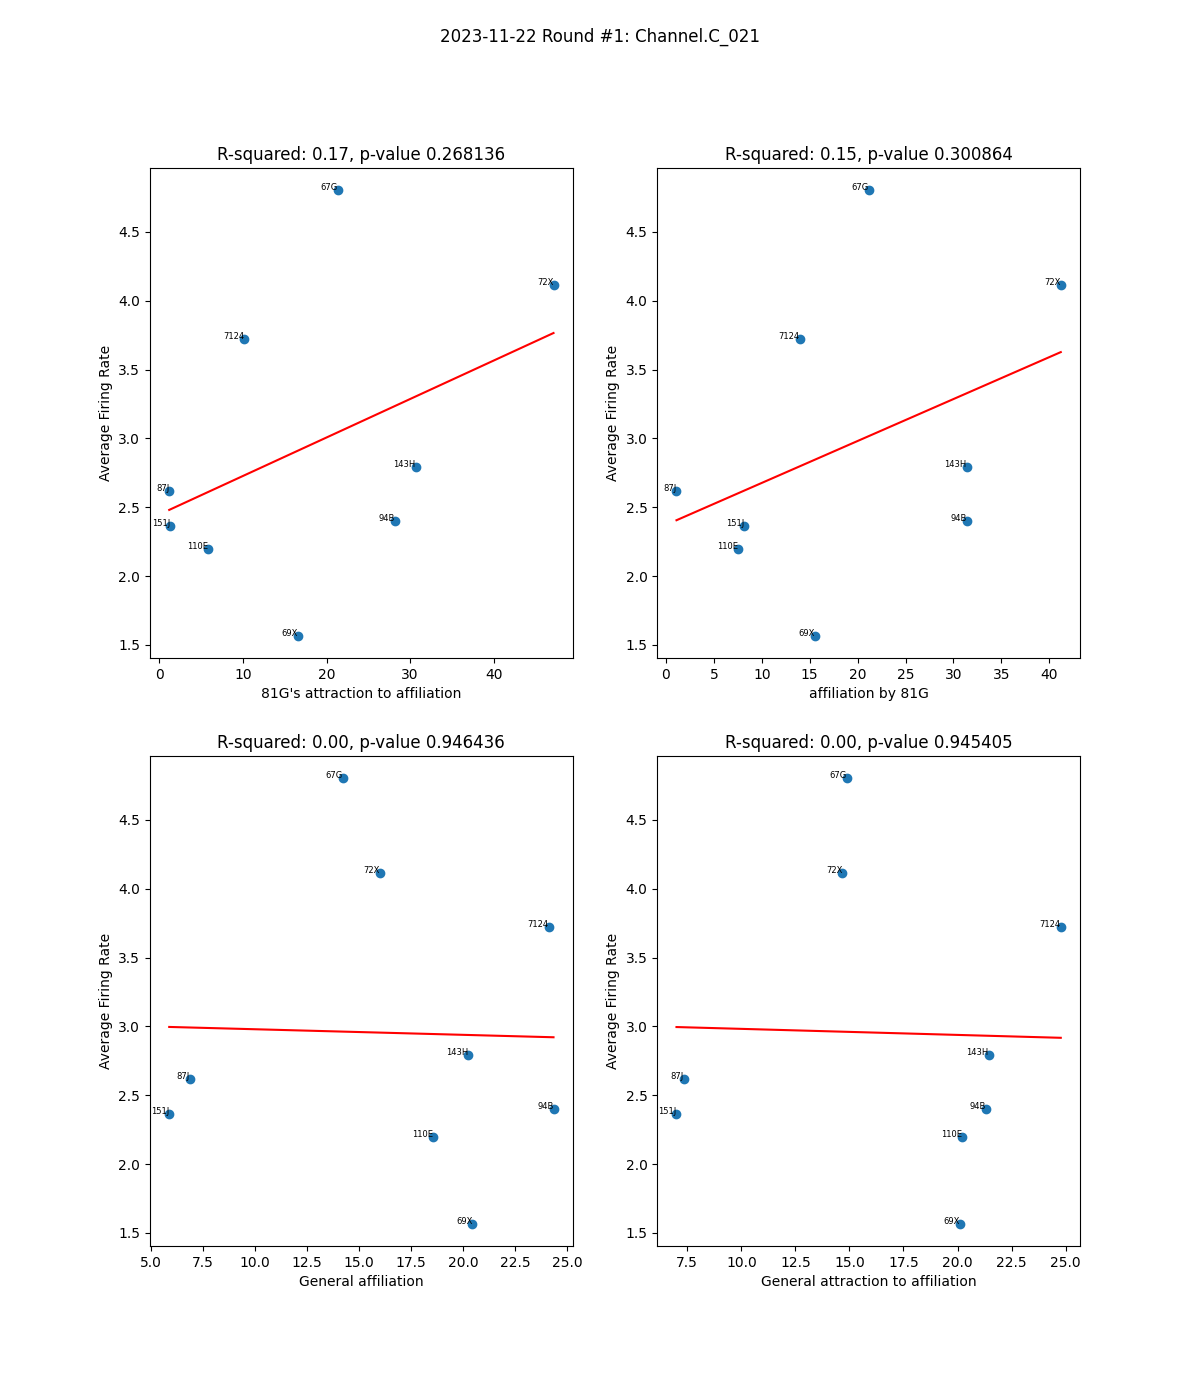 2023-11-22 Round #1: Channel.C_021
R-squared: 0.17, p-value 0.268136
67G
72X
7124
143H
87J
94B
151J
110E
69X
4.5
4.0
3.5
3.0
2.5
2.0
1.5
Average Firing Rate
0 10 20 30 40
81G's attraction to affiliation
R-squared: 0.15, p-value 0.300864
67G
72X
7124
143H
87J
94B
151J
110E
69X
4.5
4.0
3.5
3.0
2.5
2.0
1.5
Average Firing Rate
0 5 10 15 20 25 30 35 40
affiliation by 81G
R-squared: 0.00, p-value 0.946436
67G
72X
7124
143H
87J
94B
151J
110E
69X
4.5
4.0
3.5
3.0
2.5
2.0
1.5
Average Firing Rate
5.0 7.5 10.0 12.5 15.0 17.5 20.0 22.5 25.0
General affiliation
R-squared: 0.00, p-value 0.945405
67G
72X
7124
143H
87J
94B
151J
110E
69X
4.5
4.0
3.5
3.0
2.5
2.0
1.5
Average Firing Rate
7.5 10.0 12.5 15.0 17.5 20.0 22.5 25.0
General attraction to affiliation